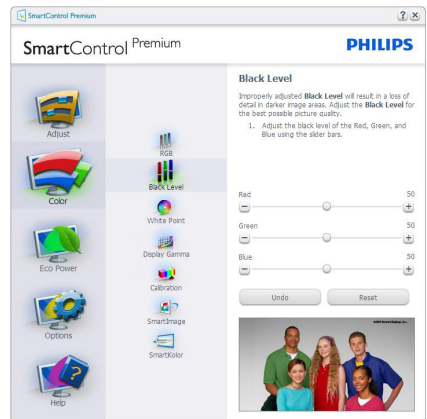 SmartControl Premium
SmartControl Premium
PHILIPS
Adjust
Color
Eco Power
Options
Help
RGB
Black Level
White Point
Display Gamma
Calibration
SmartImage
SmartKolor
Black Level
Improperly adjusted Black Level will result in a loss of
detail in darker image areas. Adjust the Black Level for
the best possible picture quality.
1. Adjust the black level of the Red, Green, and
Blue using the slider bars.
Red 50
Green 50
Blue 50
Undo Reset